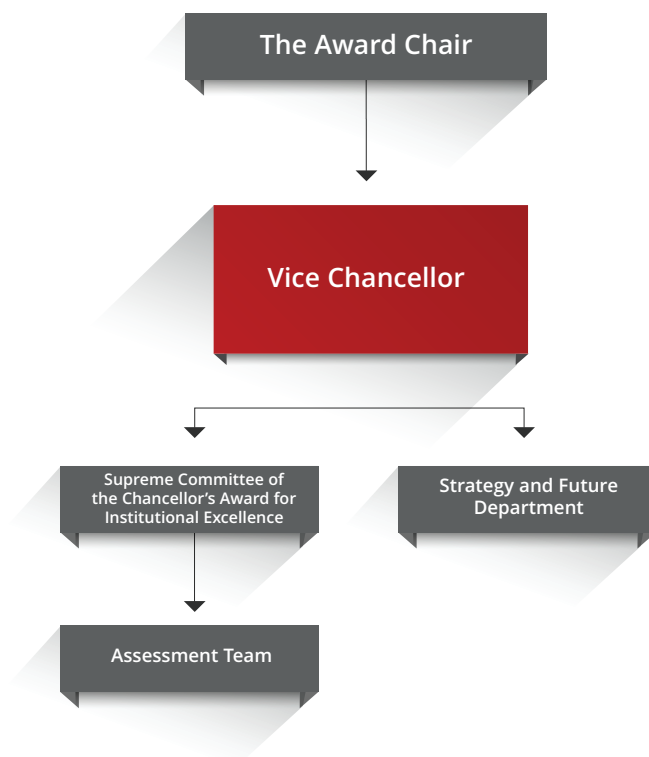 The Award Chair
Vice Chancellor
Supreme Committee of
the Chancellor’s Award for
Institutional Excellence
Strategy and Future
Department
Assessment Team